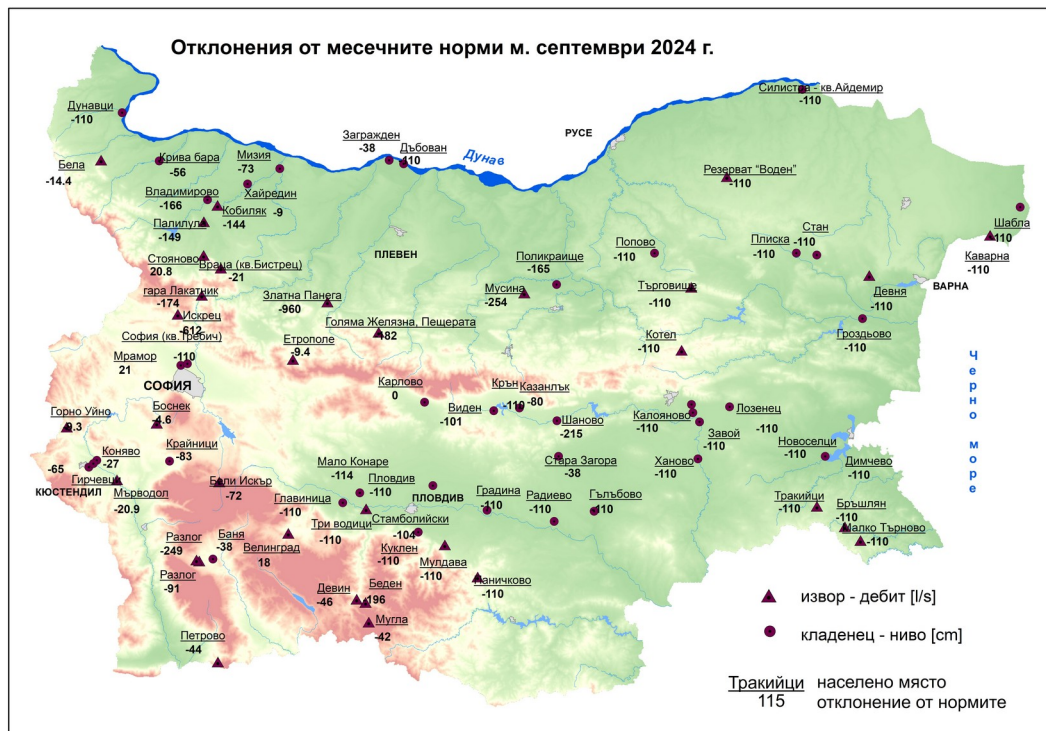 Отклонения от месечните норми м. септември 2024 г.
Силистра - кв.Айдемир
-110
Дунавци
-110
Загражден
-38
Дъбован
-110
РУСЕ
Дунав
Бела
-14.4
Крива бара
-56
Мизия
-73
Хайредин
-9
Резерват "Воден"
-110
Владимирово
-166
Кобиляк
-144
Палилула
-149
Шабла
-110
Каварна
-110
Стояново
20.8
Враца (кв.Бистрец)
-21
ПЛЕВЕН
Поликраище
-165
Попово
-110
Плиска
-110
Стан
-110
гара Лакатник
-174
Искрец
-612
Златна Панега
-960
Мусина
-254
Търговище
-110
Девня
-110
ВАРНА
София (кв.Требич)
-110
Мрамор
21
Етрополе
-9.4
Голяма Желязна, Пещерата
-82
Котел
-110
Гроздьово
-110
Черно море
СОФИЯ
Карлово
0
Виден
-101
Крън
-110
Казанлък
-80
Шаново
-215
Калояново
-110
Завой
-110
Лозенец
-110
Горно Уйно
-9.3
Боснек
-4.6
Крайници
-83
Коняво
-27
-65
Гирчевци
КЮСТЕНДИЛ
Мърводол
-20.9
Бели Искър
-72
Мало Конаре
-114
Пловдив
-110
ПЛОВДИВ
Стара Загора
-38
Ханово
-110
Новоселци
-110
Димчево
-110
Главиница
-110
Три водици
-110
Стамболийски
-104
Градина
-110
Радиево
-110
Гълъбово
-110
Тракийци
-110
Бръшлян
-110
Малко Търново
-110
Разлог
-249
Баня
-38
Велинград
18
Куклен
-110
Мулдава
-110
Паничково
-110
Разлог
-91
Девин
-46
Беден
-196
Мугла
-42
Петрово
-44
извор - дебит [l/s]
кладенец - ниво [cm]
Тракийци населено място
115 отклонение от нормите